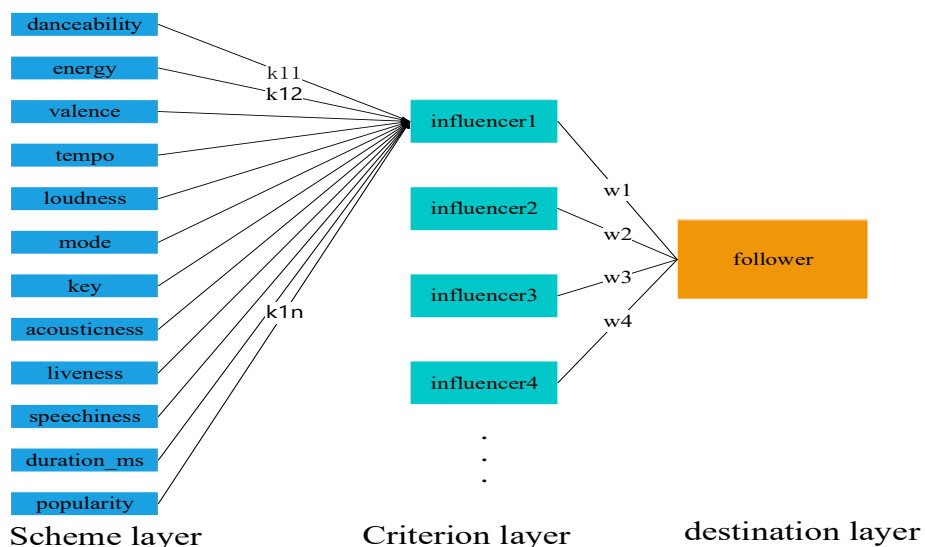 danceability
energy
valence
tempo
loudness
mode
key
acousticness
liveness
speechiness
duration_ms
popularity
Scheme layer
k11
k12
k1n
influencer1
influencer2
influencer3
influencer4
.
.
.
Criterion layer
w1
w2
w3
w4
follower
destination layer